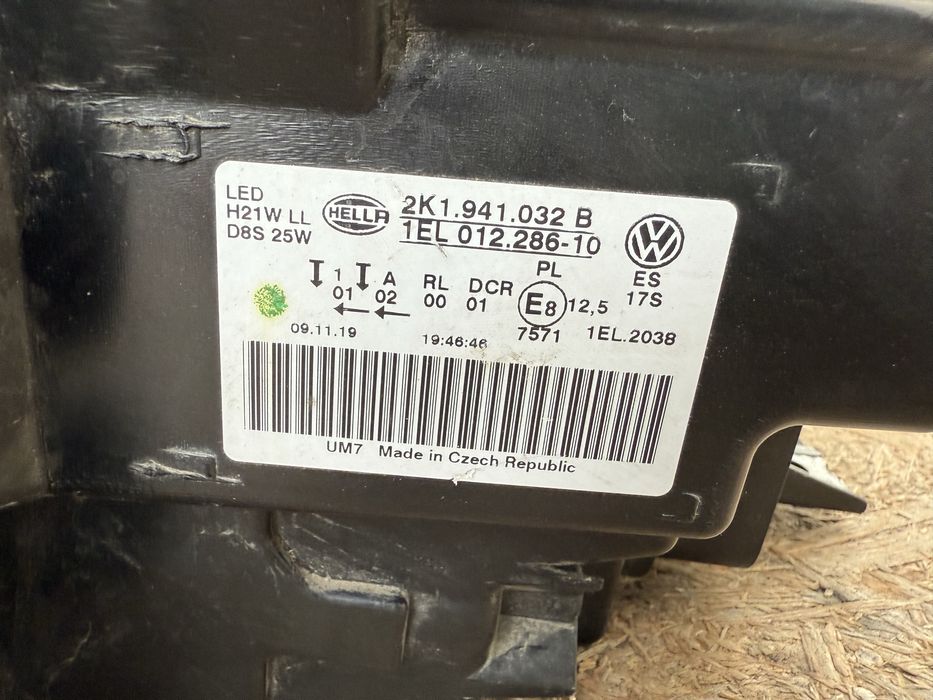 LED
H21W LL
D8S 25W
HELLA
2K1.941.032 B
1EL 012.286-10
ES
17S
1 A RL DCR PL
01 02 00 01 E8 12,5
7571 1EL.2038
09.11.19 19:46:46
UM7 Made in Czech Republic